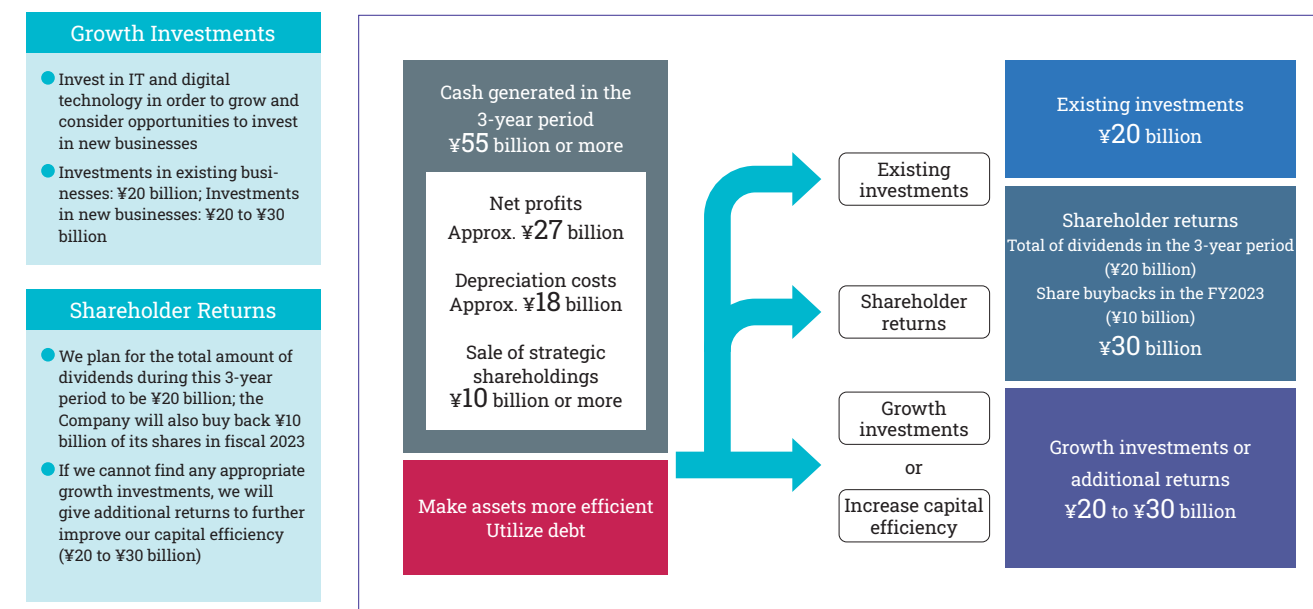 Growth Investments
● Invest in IT and digital
technology in order to grow and
consider opportunities to invest
in new businesses
● Investments in existing busi-
nesses: ¥20 billion; Investments
in new businesses: ¥20 to ¥30
billion
Shareholder Returns
● We plan for the total amount of
dividends during this 3-year
period to be ¥20 billion; the
Company will also buy back ¥10
billion of its shares in fiscal 2023
● If we cannot find any appropriate
growth investments, we will
give additional returns to further
improve our capital efficiency
(¥20 to ¥30 billion)
Cash generated in the
3-year period
¥55 billion or more
Net profits
Approx. ¥27 billion
Depreciation costs
Approx. ¥18 billion
Sale of strategic
shareholdings
¥10 billion or more
Make assets more efficient
Utilize debt
Existing
investments
Shareholder
returns
Growth
investments
or
Increase capital
efficiency
Existing investments
¥20 billion
Shareholder returns
Total of dividends in the 3-year period
(¥20 billion)
Share buybacks in the FY2023
(¥10 billion)
¥30 billion
Growth investments or
additional returns
¥20 to ¥30 billion